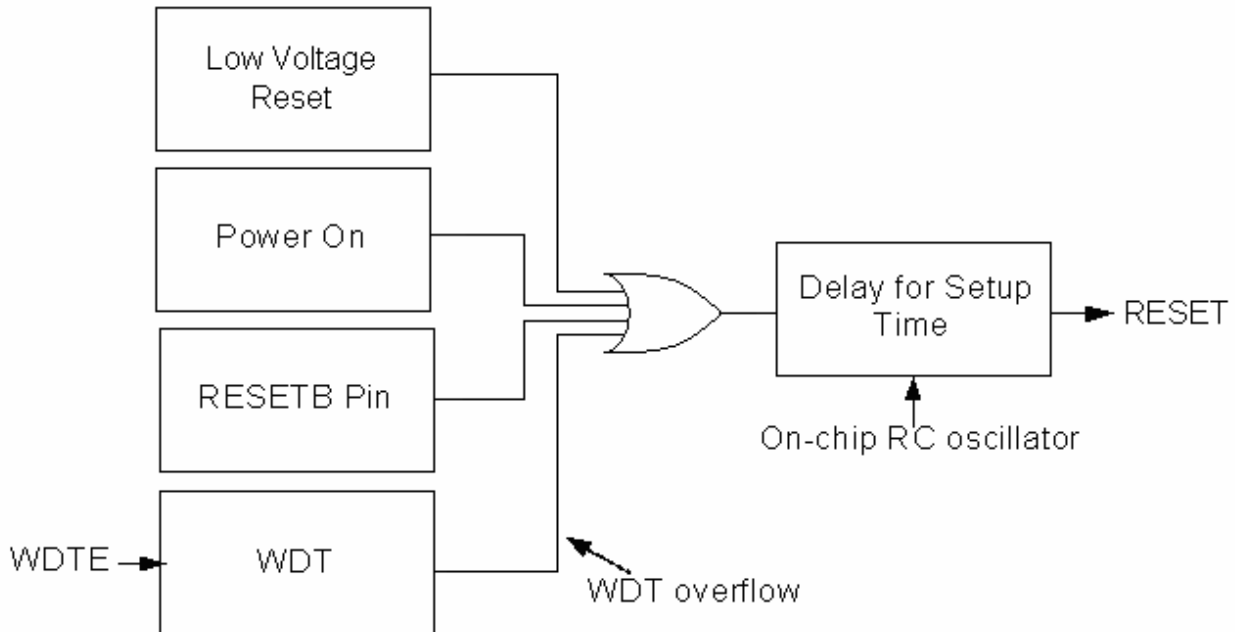 Low Voltage
Reset
Power On
RESETB Pin
WDTE
WDT
WDT overflow
Delay for Setup
Time
RESET
On-chip RC oscillator